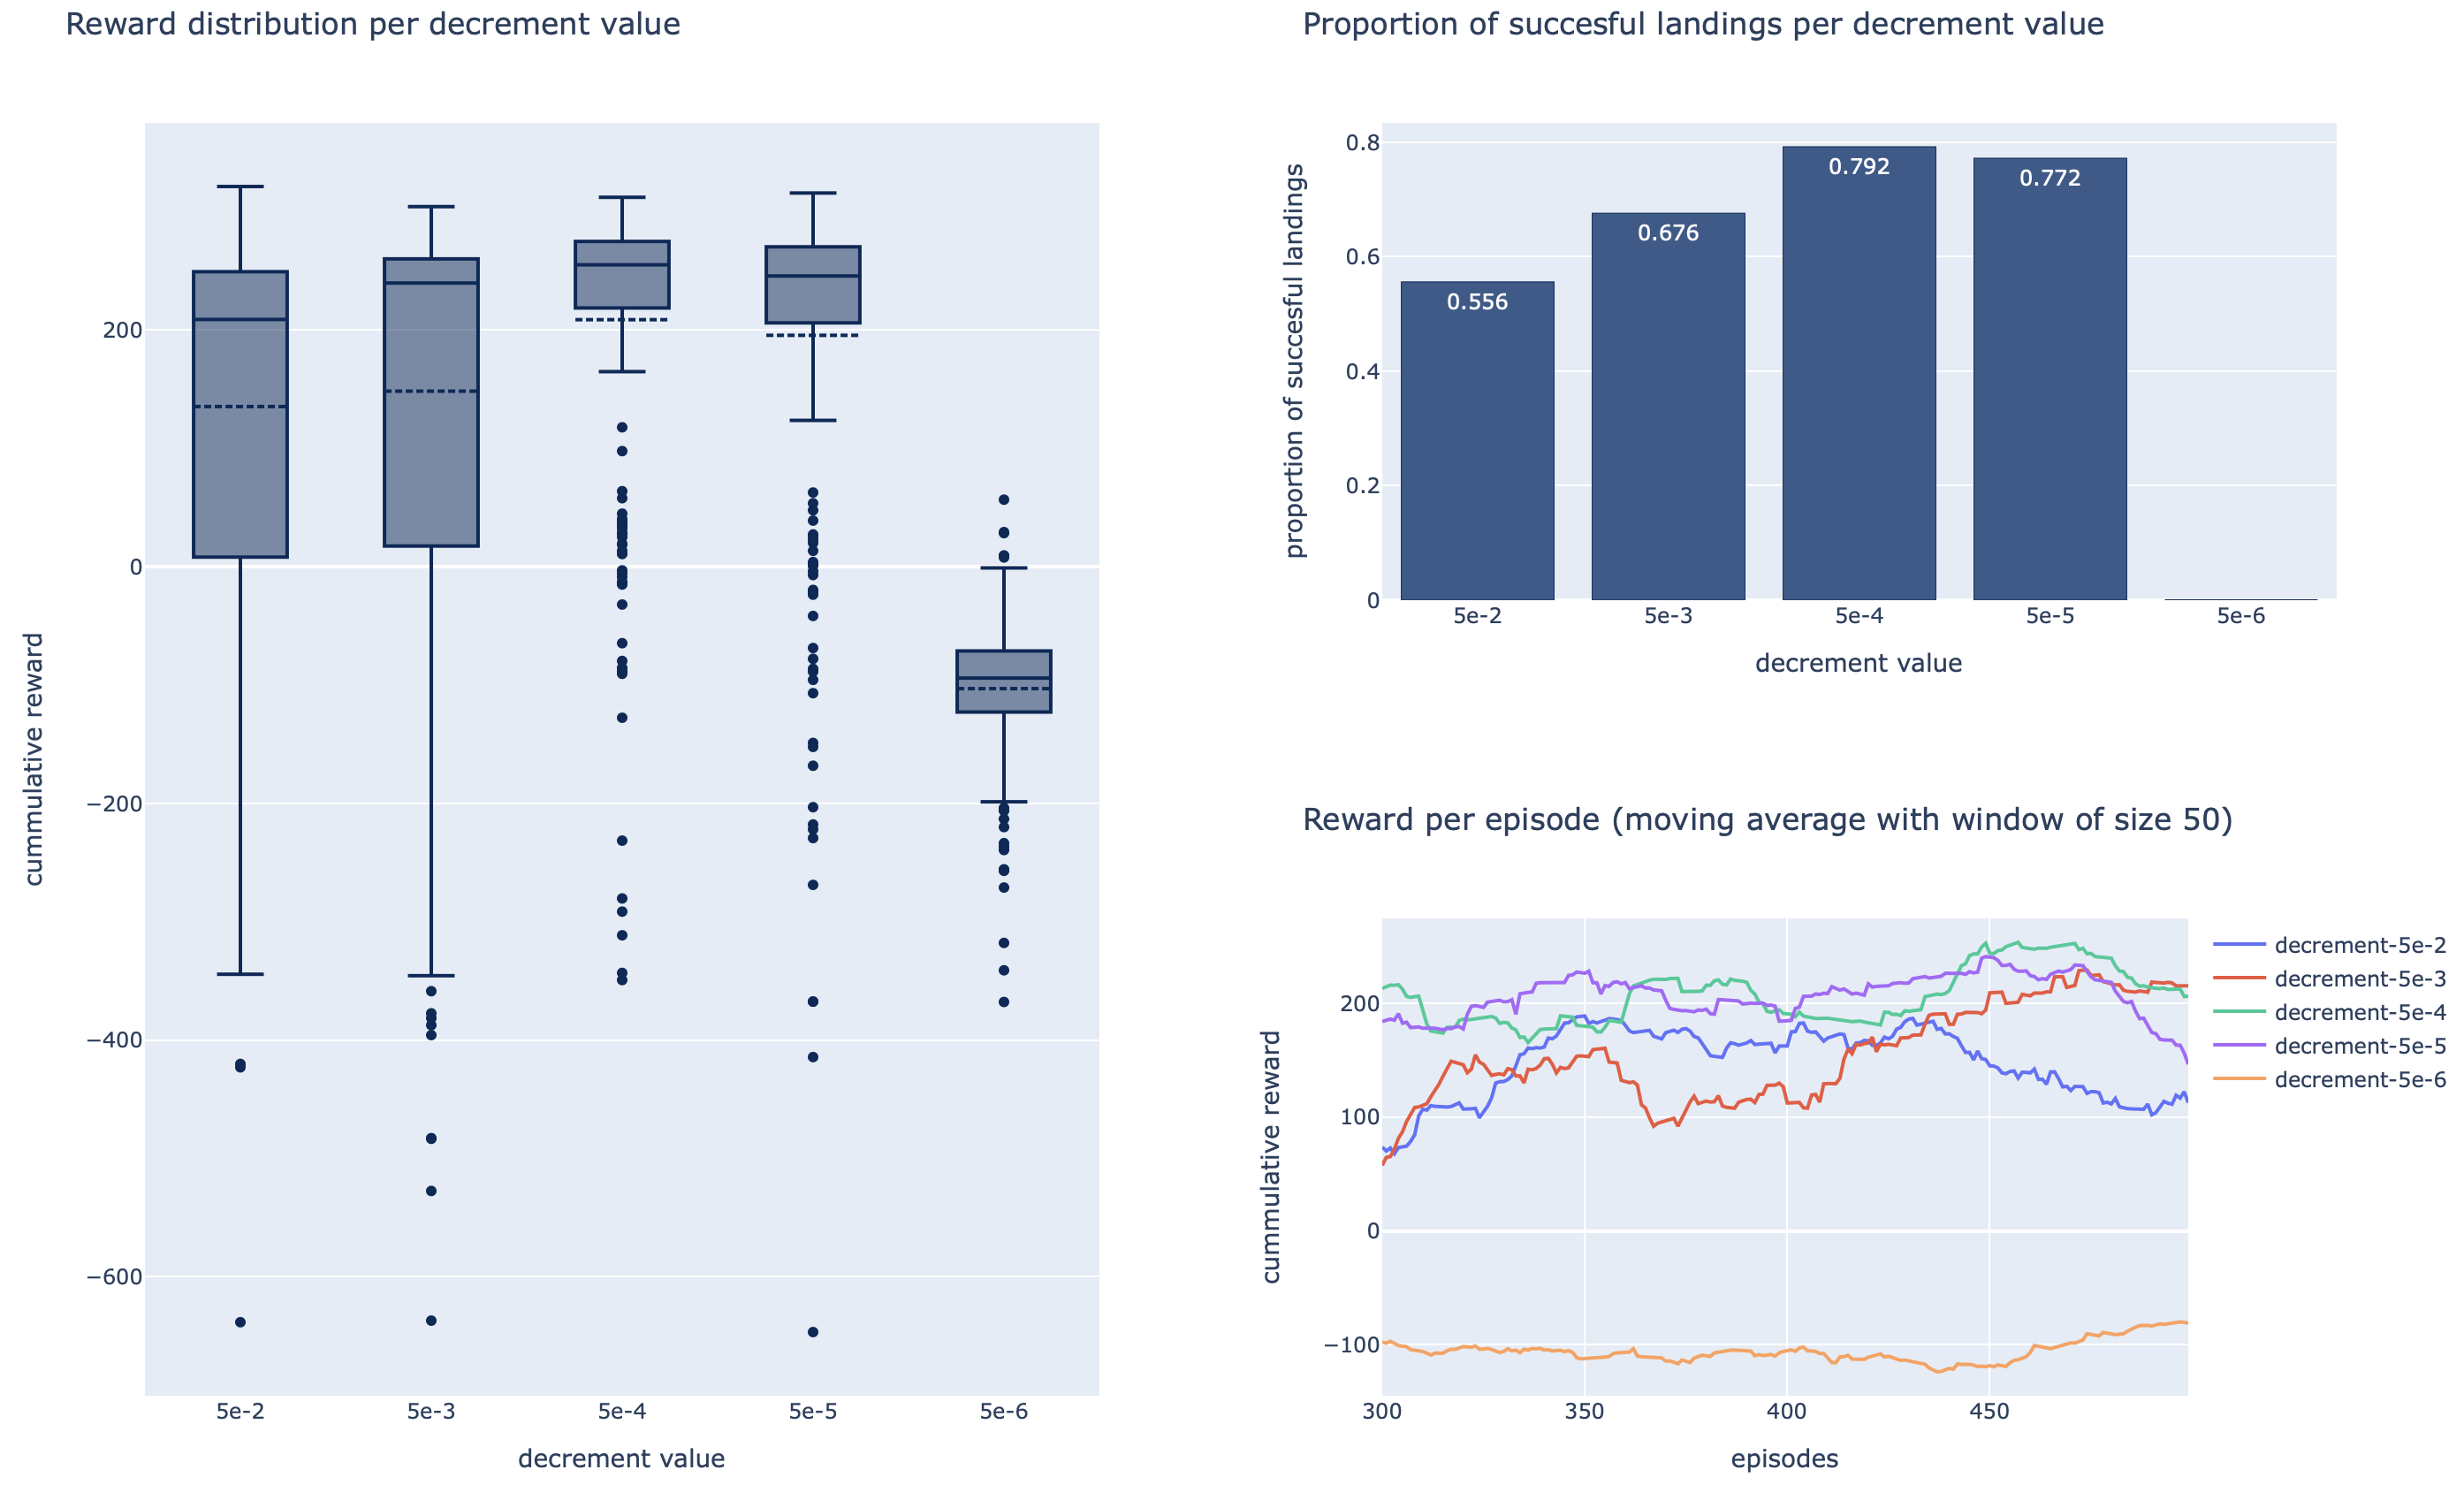 Reward distribution per decrement value
cummulative reward
200
0
−200
−400
−600
5e-2 5e-3 5e-4 5e-5 5e-6
decrement value
Proportion of succesful landings per decrement value
proportion of succesful landings
0.8
0.6
0.4
0.2
0
0.556 0.676 0.792 0.772
5e-2 5e-3 5e-4 5e-5 5e-6
decrement value
Reward per episode (moving average with window of size 50)
cummulative reward
200
100
0
−100
300 350 400 450
episodes
decrement-5e-2
decrement-5e-3
decrement-5e-4
decrement-5e-5
decrement-5e-6